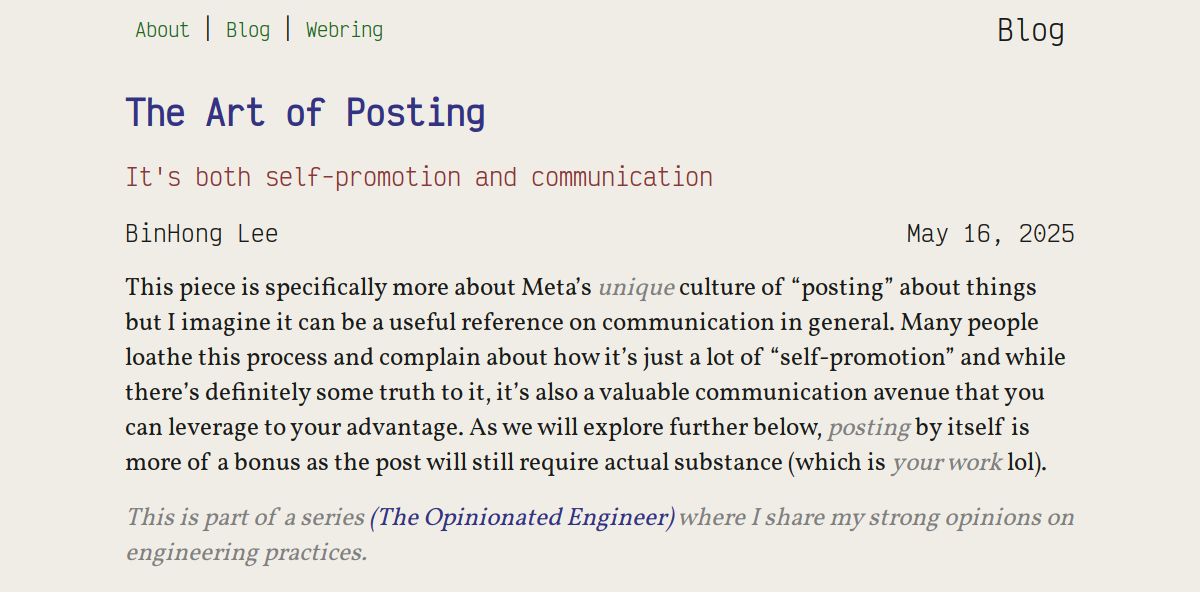 About | Blog | Webring
Blog
The Art of Posting
It's both self-promotion and communication
BinHong Lee
May 16, 2025
This piece is specifically more about Meta’s unique culture of “posting” about things
but I imagine it can be a useful reference on communication in general. Many people
loathe this process and complain about how it’s just a lot of “self-promotion” and while
there’s definitely some truth to it, it’s also a valuable communication avenue that you
can leverage to your advantage. As we will explore further below, posting by itself is
more of a bonus as the post will still require actual substance (which is your work lol).
This is part of a series (The Opinionated Engineer) where I share my strong opinions on
engineering practices.